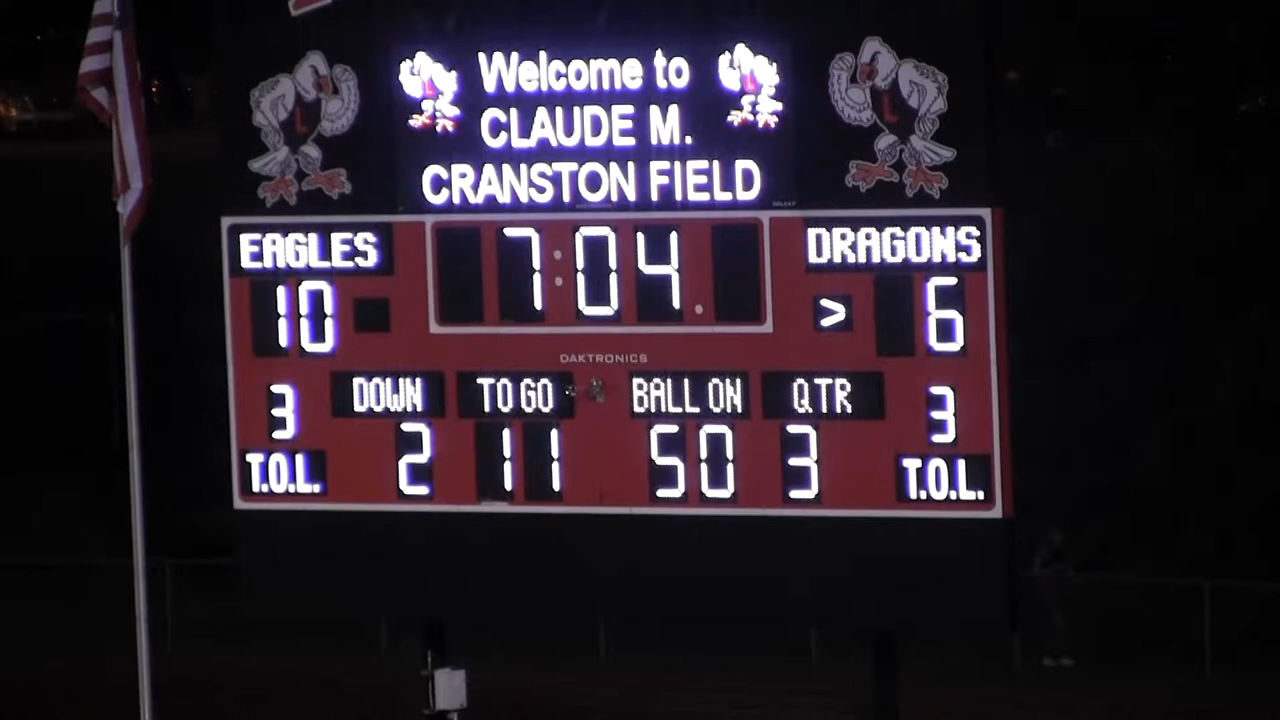 Welcome to
CLAUDE M.
CRANSTON FIELD
EAGLES
7:04.
DRAGONS
10
>
6
DAKTRONICS
DOWN
TO GO
BALL ON
QTR
3
2
11
50
3
3
T.O.L.
T.O.L.
L
L
L